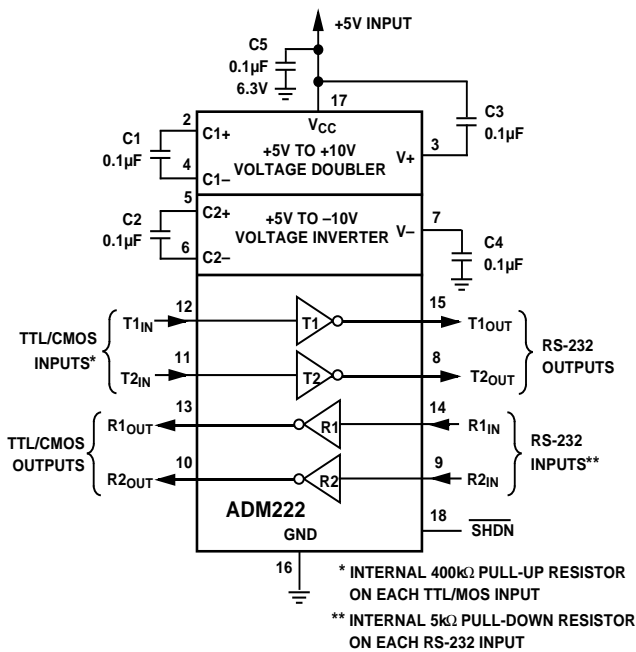 +5V INPUT
C5
0.1µF
6.3V
17
C3
0.1µF
2
C1+
VCC
C1
0.1µF
+5V TO +10V
VOLTAGE DOUBLER
V+
3
4
C1–
5
C2+
C2
0.1µF
+5V TO –10V
VOLTAGE INVERTER
V–
7
6
C2–
C4
0.1µF
TTL/CMOS
INPUTS*
T1IN
12
T1
15
T1OUT
T2IN
11
T2
8
T2OUT
RS-232
OUTPUTS
TTL/CMOS
OUTPUTS
R1OUT
13
R1
14
R1IN
R2OUT
10
R2
9
R2IN
RS-232
INPUTS**
ADM222
GND
18
SHDN
16
* INTERNAL 400kΩ PULL-UP RESISTOR
ON EACH TTL/MOS INPUT
** INTERNAL 5kΩ PULL-DOWN RESISTOR
ON EACH RS-232 INPUT